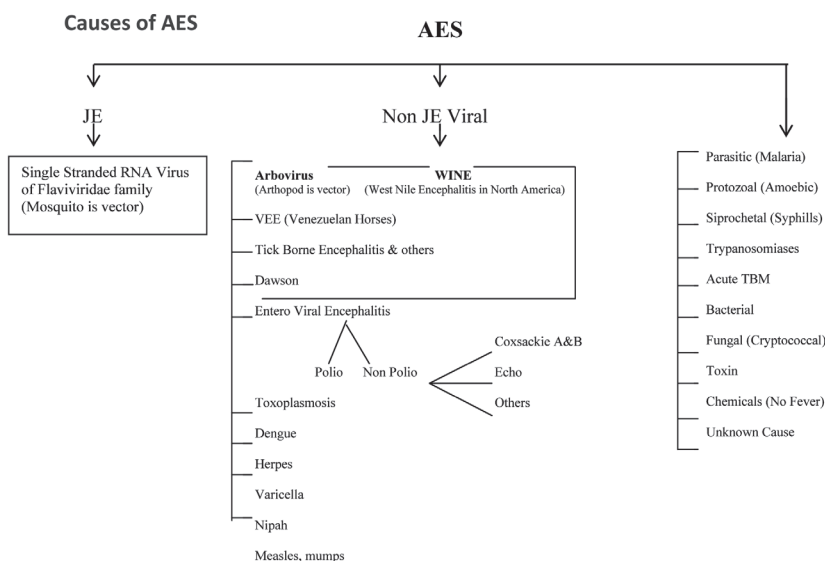 Causes of AES
AES
JE
Non JE Viral
Single Stranded RNA Virus
of Flaviviridae family
(Mosquito is vector)
Arbovirus
(Arthopod is vector)
WINE
(West Nile Encephalitis in North America)
VEE (Venezuelan Horses)
Tick Borne Encephalitis & others
Dawson
Entero Viral Encephalitis
Polio
Non Polio
Coxsackie A&B
Echo
Others
Toxoplasmosis
Dengue
Herpes
Varicella
Nipah
Measles, mumps
Parasitic (Malaria)
Protozoal (Amoebic)
Siprochetal (Syphills)
Trypanosomiases
Acute TBM
Bacterial
Fungal (Cryptococcal)
Toxin
Chemicals (No Fever)
Unknown Cause